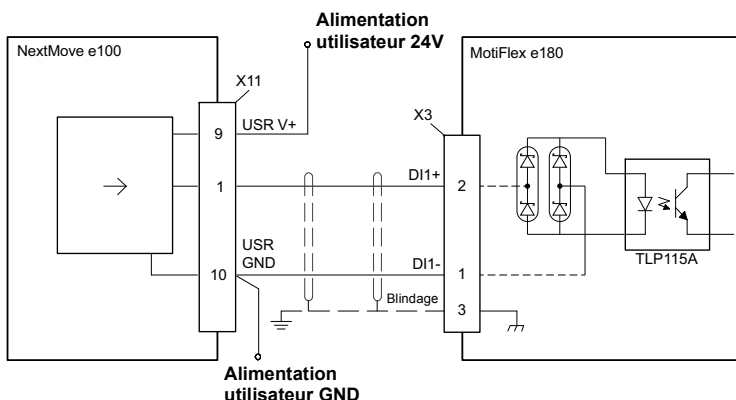 Alimentation
utilisateur 24V
NextMove e100
MotiFlex e180
X11
X3
9
USR V+
1
DI1+
2
USR
GND
10
DI1-
1
Blindage
3
TLP115A
Alimentation
utilisateur GND